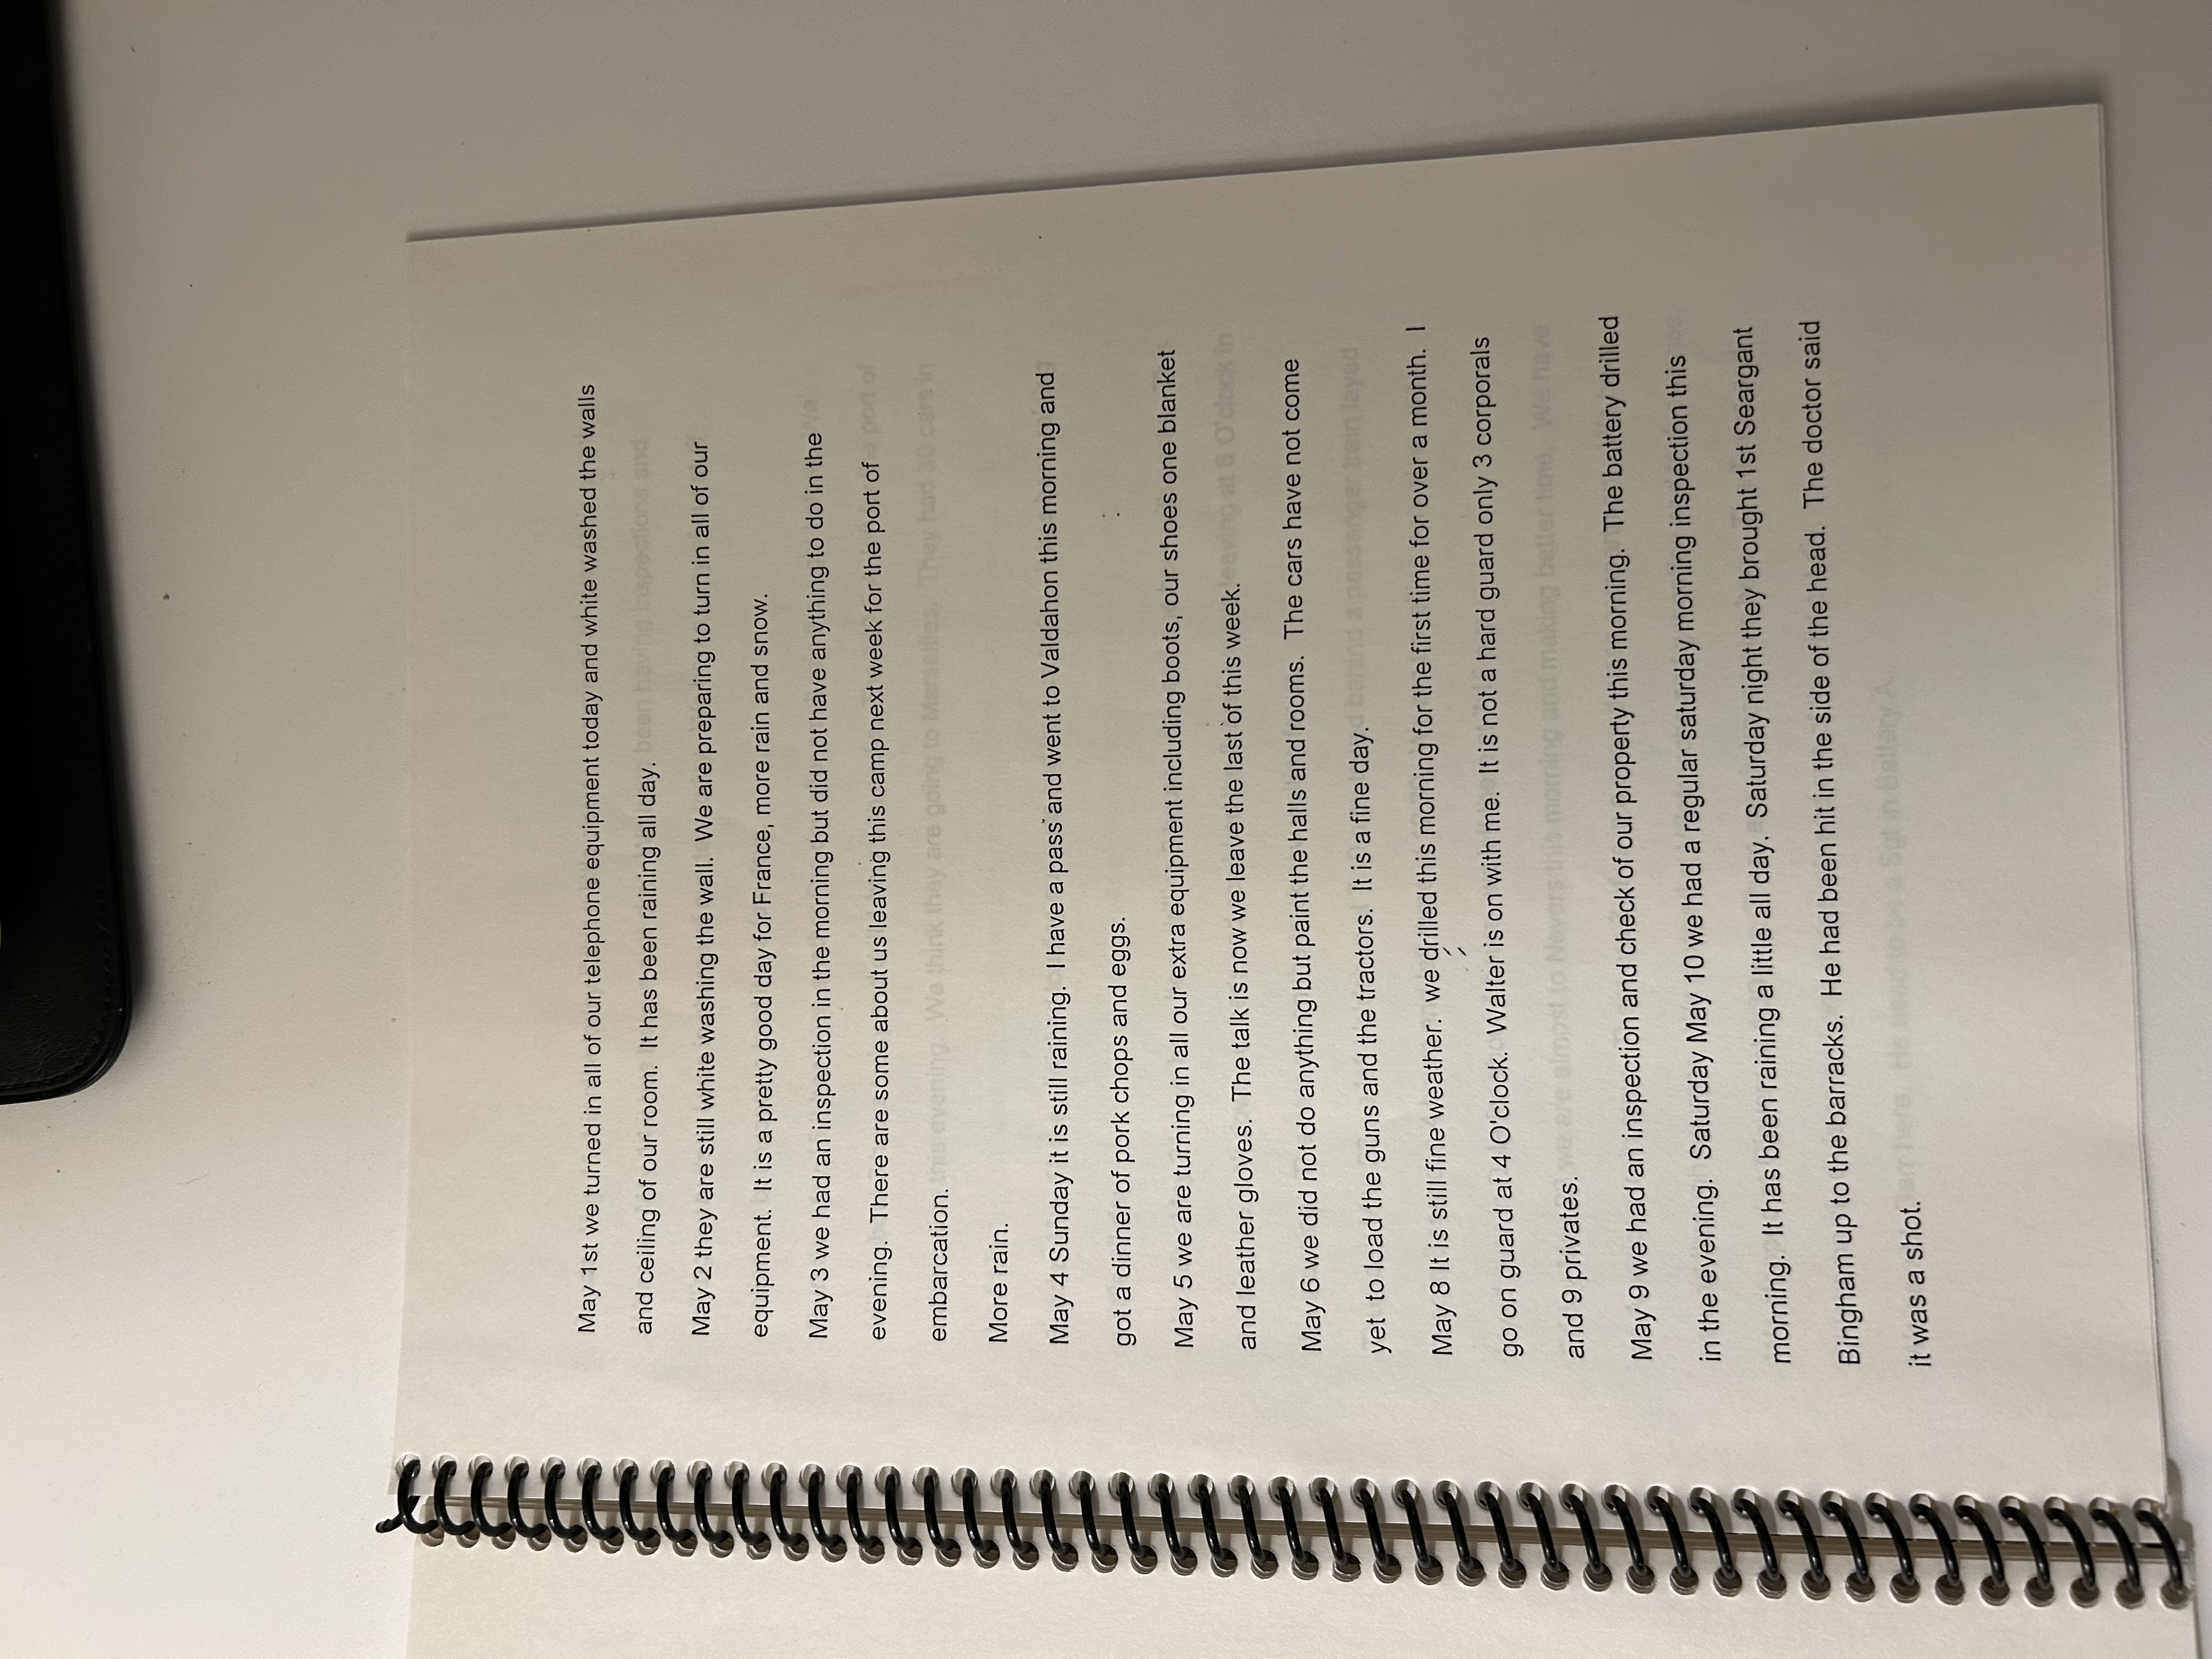 May 1st we turned in all of our telephone equipment today and white washed the walls
and ceiling of our room.  It has been raining all day.
May 2 they are still white washing the wall.  We are preparing to turn in all of our
equipment.  It is a pretty good day for France, more rain and snow.
May 3 we had an inspection in the morning but did not have anything to do in the
evening.  There are some about us leaving this camp next week for the port of
embarcation.
More rain.
May 4 Sunday it is still raining.  I have a pass and went to Valdahon this morning and
got a dinner of pork chops and eggs.
May 5 we are turning in all our extra equipment including boots, our shoes one blanket
and leather gloves.  The talk is now we leave the last of this week.
May 6 we did not do anything but paint the halls and rooms.  The cars have not come
yet  to load the guns and the tractors.  It is a fine day.
May 8 It is still fine weather.  we drilled this morning for the first time for over a month.  I
go on guard at 4 O'clock.  Walter is on with me.  It is not a hard guard only 3 corporals
and 9 privates.
May 9 we had an inspection and check of our property this morning.  The battery drilled
in the evening.  Saturday May 10 we had a regular saturday morning inspection this
morning.  It has been raining a little all day.  Saturday night they brought 1st Seargant
Bingham up to the barracks.  He had been hit in the side of the head.  The doctor said
it was a shot.